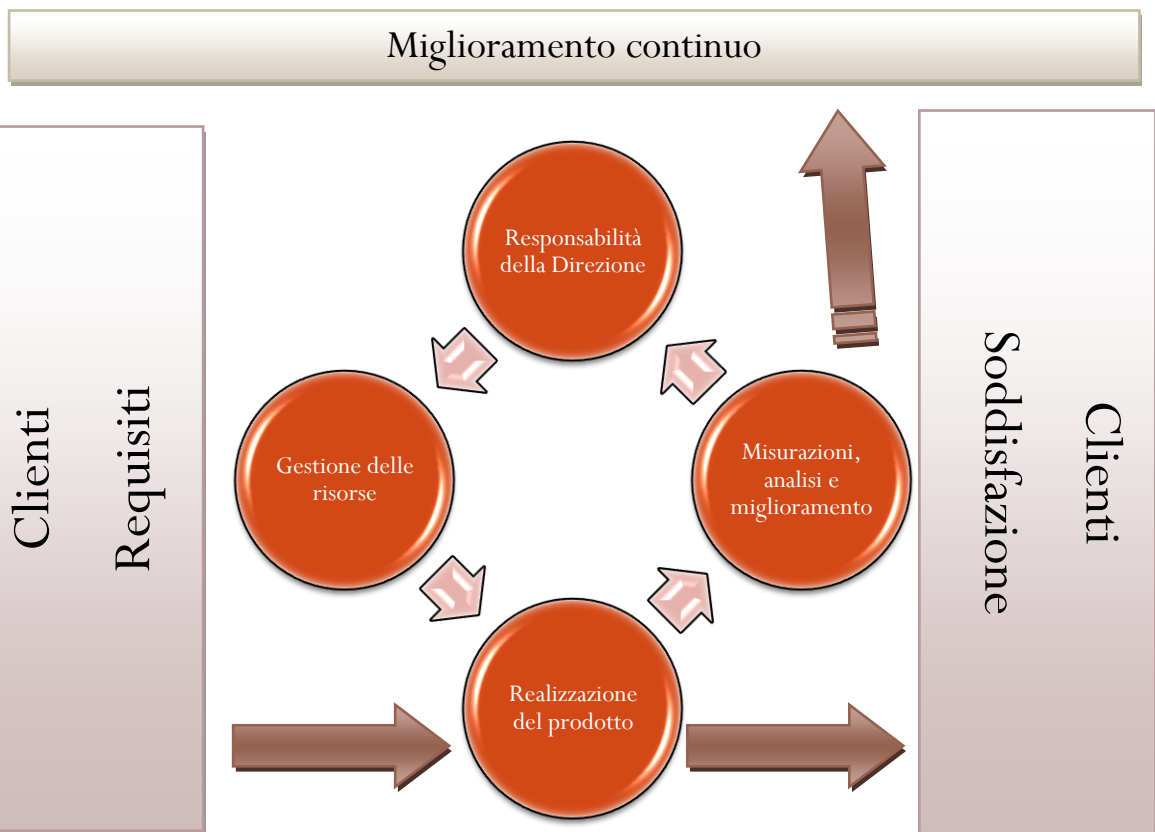 Miglioramento continuo
Clienti
Requisiti
Responsabilità
della Direzione
Gestione delle
risorse
Misurazioni,
analisi e
miglioramento
Realizzazione
del prodotto
Clienti
Soddisfazione